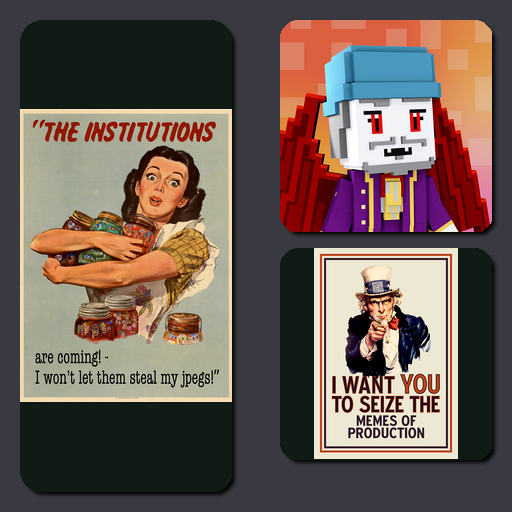 "THE INSTITUTIONS
are coming! -
I won't let them steal my jpegs!"
I WANT YOU
TO SEIZE THE
MEMES OF
PRODUCTION